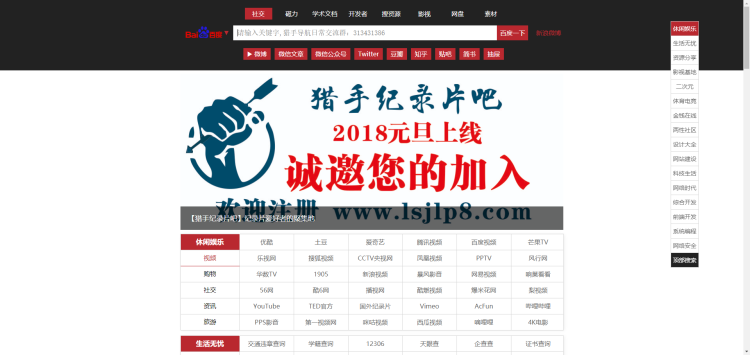 社交 磁力 学术文档 开发者 搜资源 影视 网盘 素材
Bai 百度 ▼ 请输入关键字,猎手导航日常交流群: 313431386 百度一下 新浪微博
▶ 微博 微信文章 微信公众号 Twitter 豆瓣 知乎 贴吧 简书 抽屉
猎手纪录片吧
2018元旦上线
诚邀您的加入
欢迎注册 www.lsjlp8.com
【猎手纪录片吧】纪录片爱好者的聚集地
休闲娱乐 优酷 土豆 爱奇艺 腾讯视频 百度视频 芒果TV
视频 乐视网 搜狐视频 CCTV央视网 凤凰视频 PPTV 风行网
购物 华数TV 1905 新浪视频 暴风影音 网易视频 响巢看看
社交 56网 酷6网 播视网 酷燃视频 爆米花网 梨视频
资讯 YouTube TED官方 国外纪录片 Vimeo AcFun 哔哩哔哩
旅游 PPS影音 第一视频网 咪咕视频 西瓜视频 嘀哩嘀 4K电影
生活无忧 交通违章查询 学籍查询 12306 天眼查 企查查 证书查询
休闲娱乐
生活无忧
资源分享
影视基地
二次元
体育电竞
金钱在线
两性社区
设计大全
网站建设
科技生活
网络时代
综合开发
前端开发
系统编程
网络安全
顶部搜索